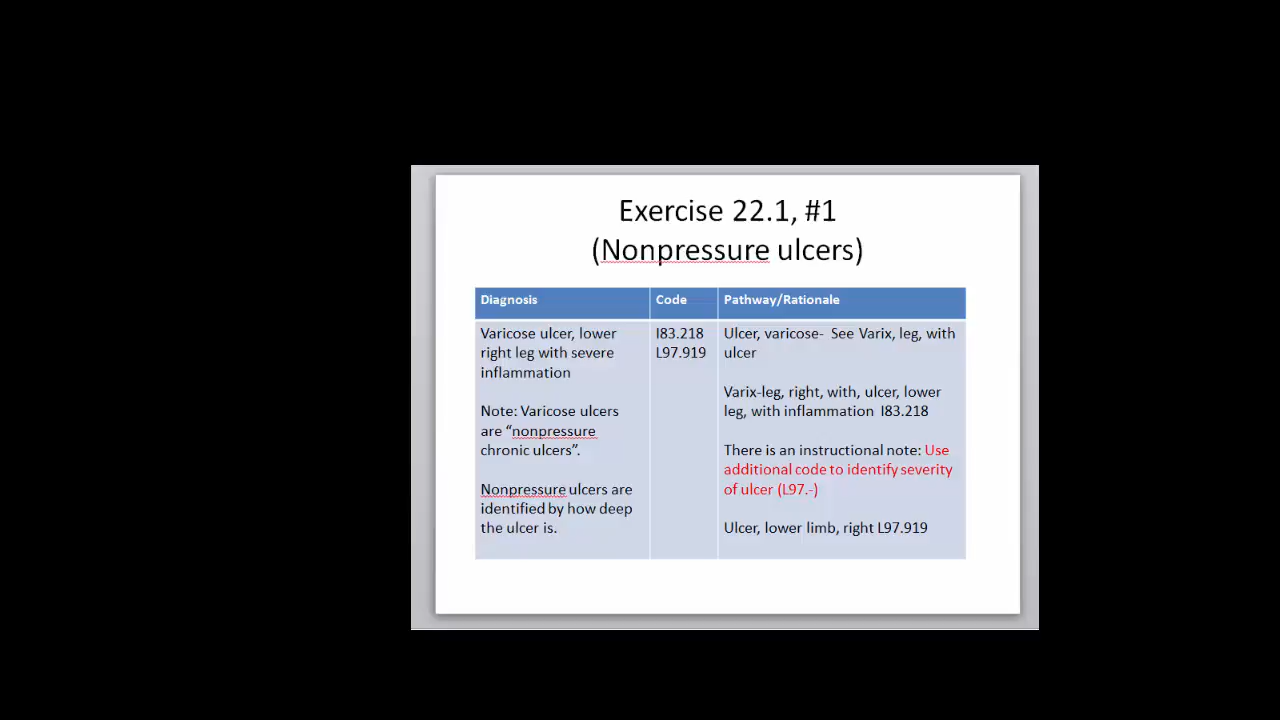 Exercise 22.1, #1
(Nonpressure ulcers)
Diagnosis
Code
Pathway/Rationale
Varicose ulcer, lower
right leg with severe
inflammation
Note: Varicose ulcers
are “nonpressure
chronic ulcers”.
Nonpressure ulcers are
identified by how deep
the ulcer is.
I83.218
L97.919
Ulcer, varicose- See Varix, leg, with
ulcer
Varix-leg, right, with, ulcer, lower
leg, with inflammation I83.218
There is an instructional note: Use
additional code to identify severity
of ulcer (L97.-)
Ulcer, lower limb, right L97.919